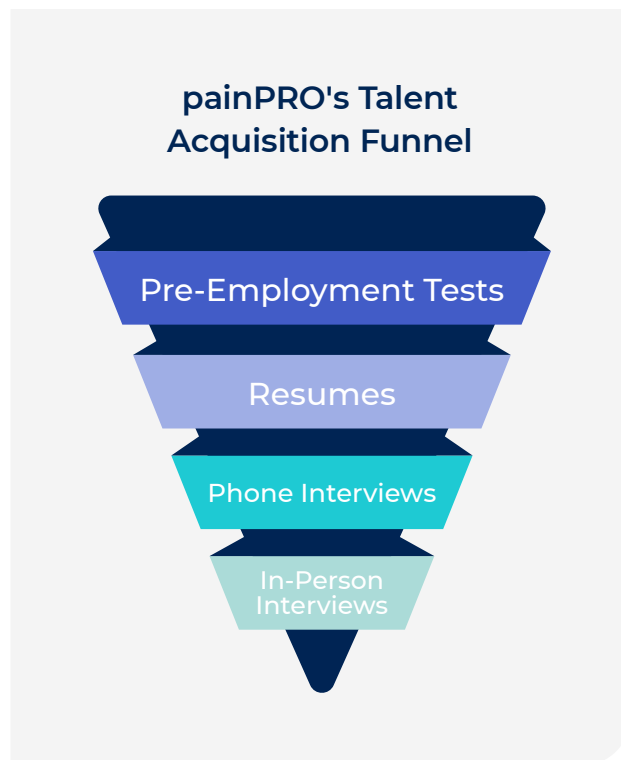 painPRO's Talent
Acquisition Funnel
Pre-Employment Tests
Resumes
Phone Interviews
In-Person
Interviews